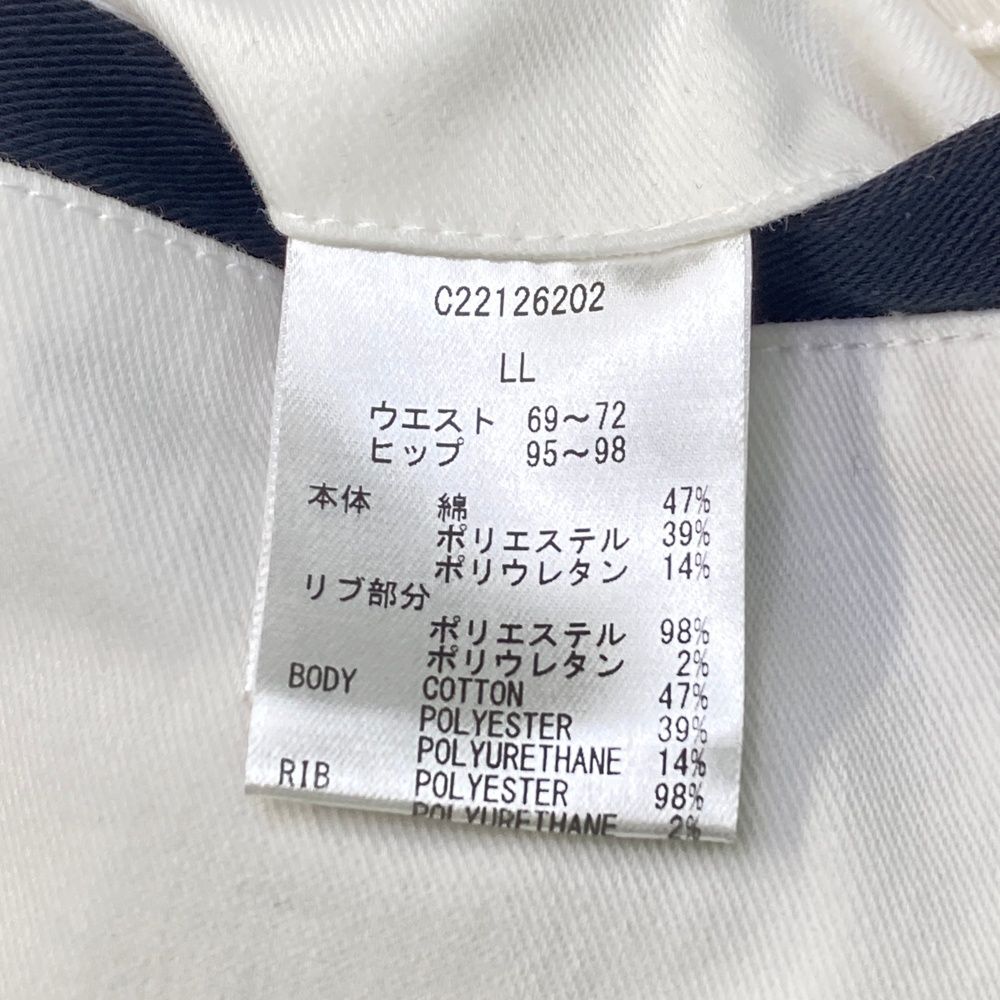 C22126202
LL
ウエスト 69～72
ヒップ 95～98
本体 綿 47%
ポリエステル 39%
ポリウレタン 14%
リブ部分
ポリエステル 98%
ポリウレタン 2%
BODY COTTON 47%
POLYESTER 39%
POLYURETHANE 14%
RIB POLYESTER 98%
POLYURETHANE 2%